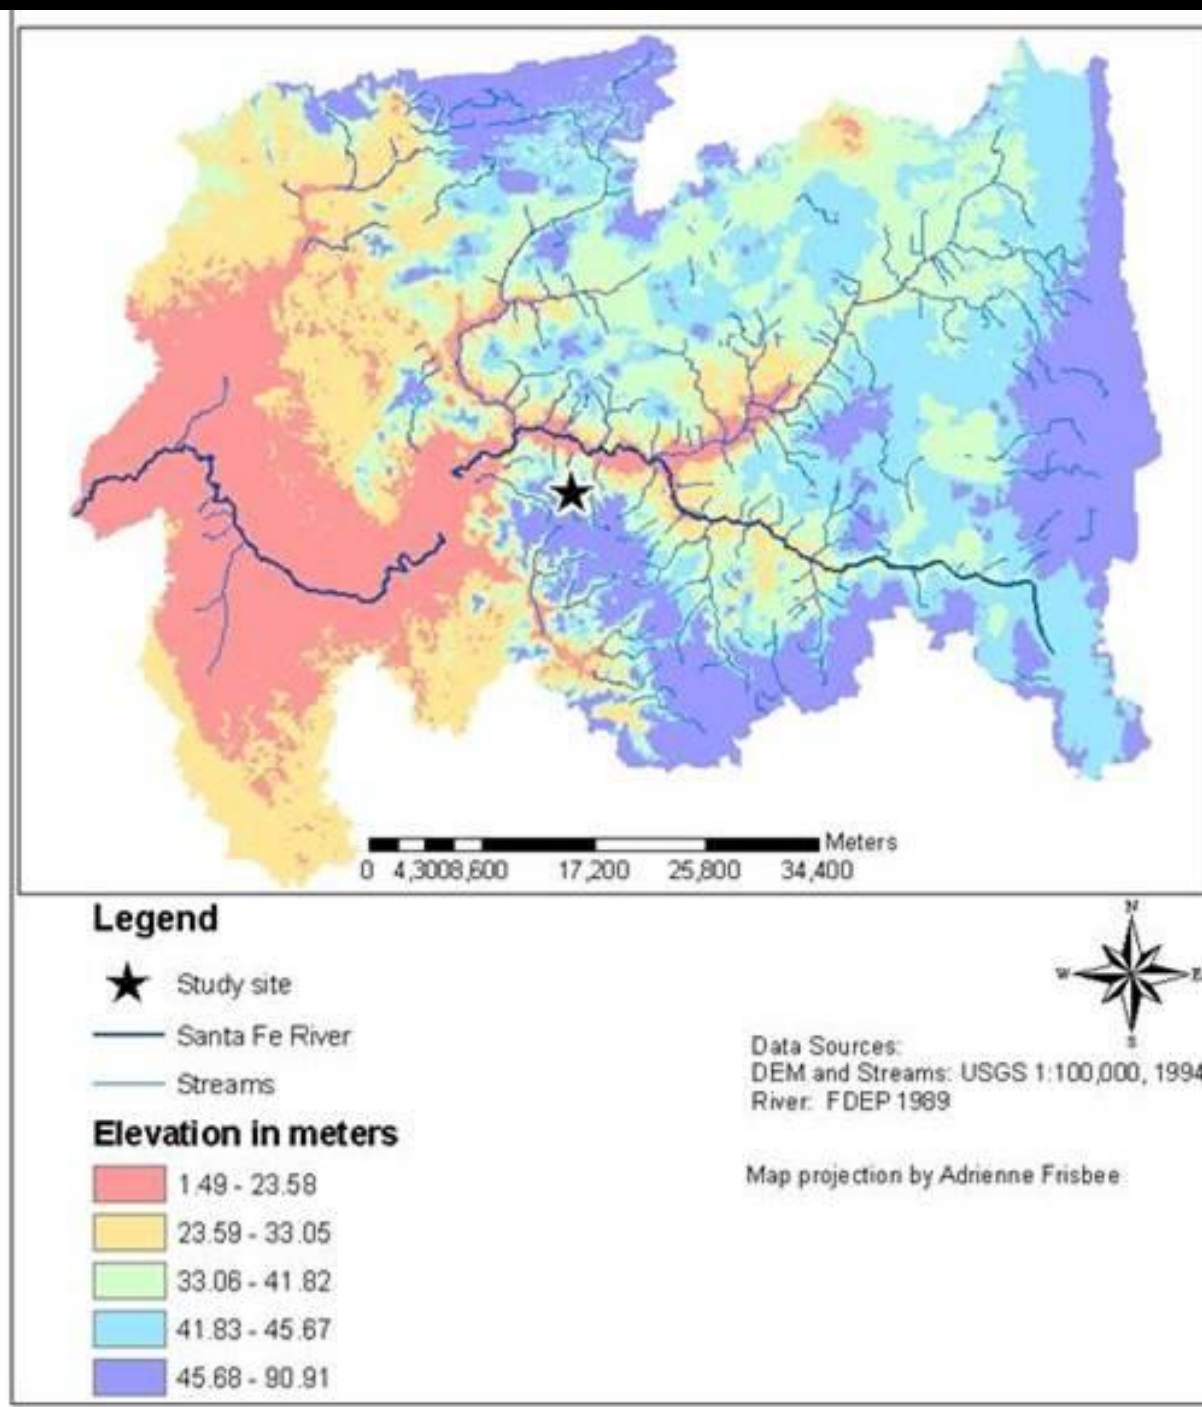 Meters
0 4,3008,600 17,200 25,800 34,400
Legend
Study site
Santa Fe River
Streams
Elevation in meters
1.49 - 23.58
23.59 - 33.05
33.06 - 41.82
41.83 - 45.67
45.68 - 90.91
N
W E
S
Data Sources:
DEM and Streams: USGS 1:100,000, 1994
River: FDEP 1989
Map projection by Adrienne Frisbee